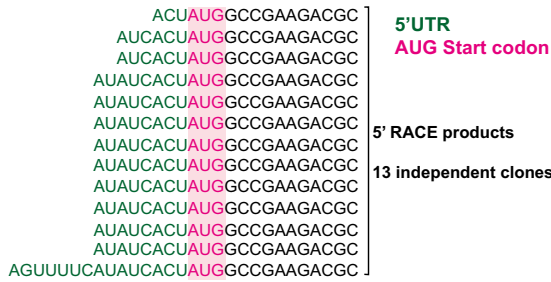 ACUAUGGCCGAAGACGC
AUCACUAUGGCCGAAGACGC
AUCACUAUGGCCGAAGACGC
AUAUCACUAUGGCCGAAGACGC
AUAUCACUAUGGCCGAAGACGC
AUAUCACUAUGGCCGAAGACGC
AUAUCACUAUGGCCGAAGACGC
AUAUCACUAUGGCCGAAGACGC
AUAUCACUAUGGCCGAAGACGC
AUAUCACUAUGGCCGAAGACGC
AUAUCACUAUGGCCGAAGACGC
AUAUCACUAUGGCCGAAGACGC
AGUUUUCAUAUCACUAUGGCCGAAGACGC
5'UTR
AUG Start codon
5' RACE products
13 independent clones